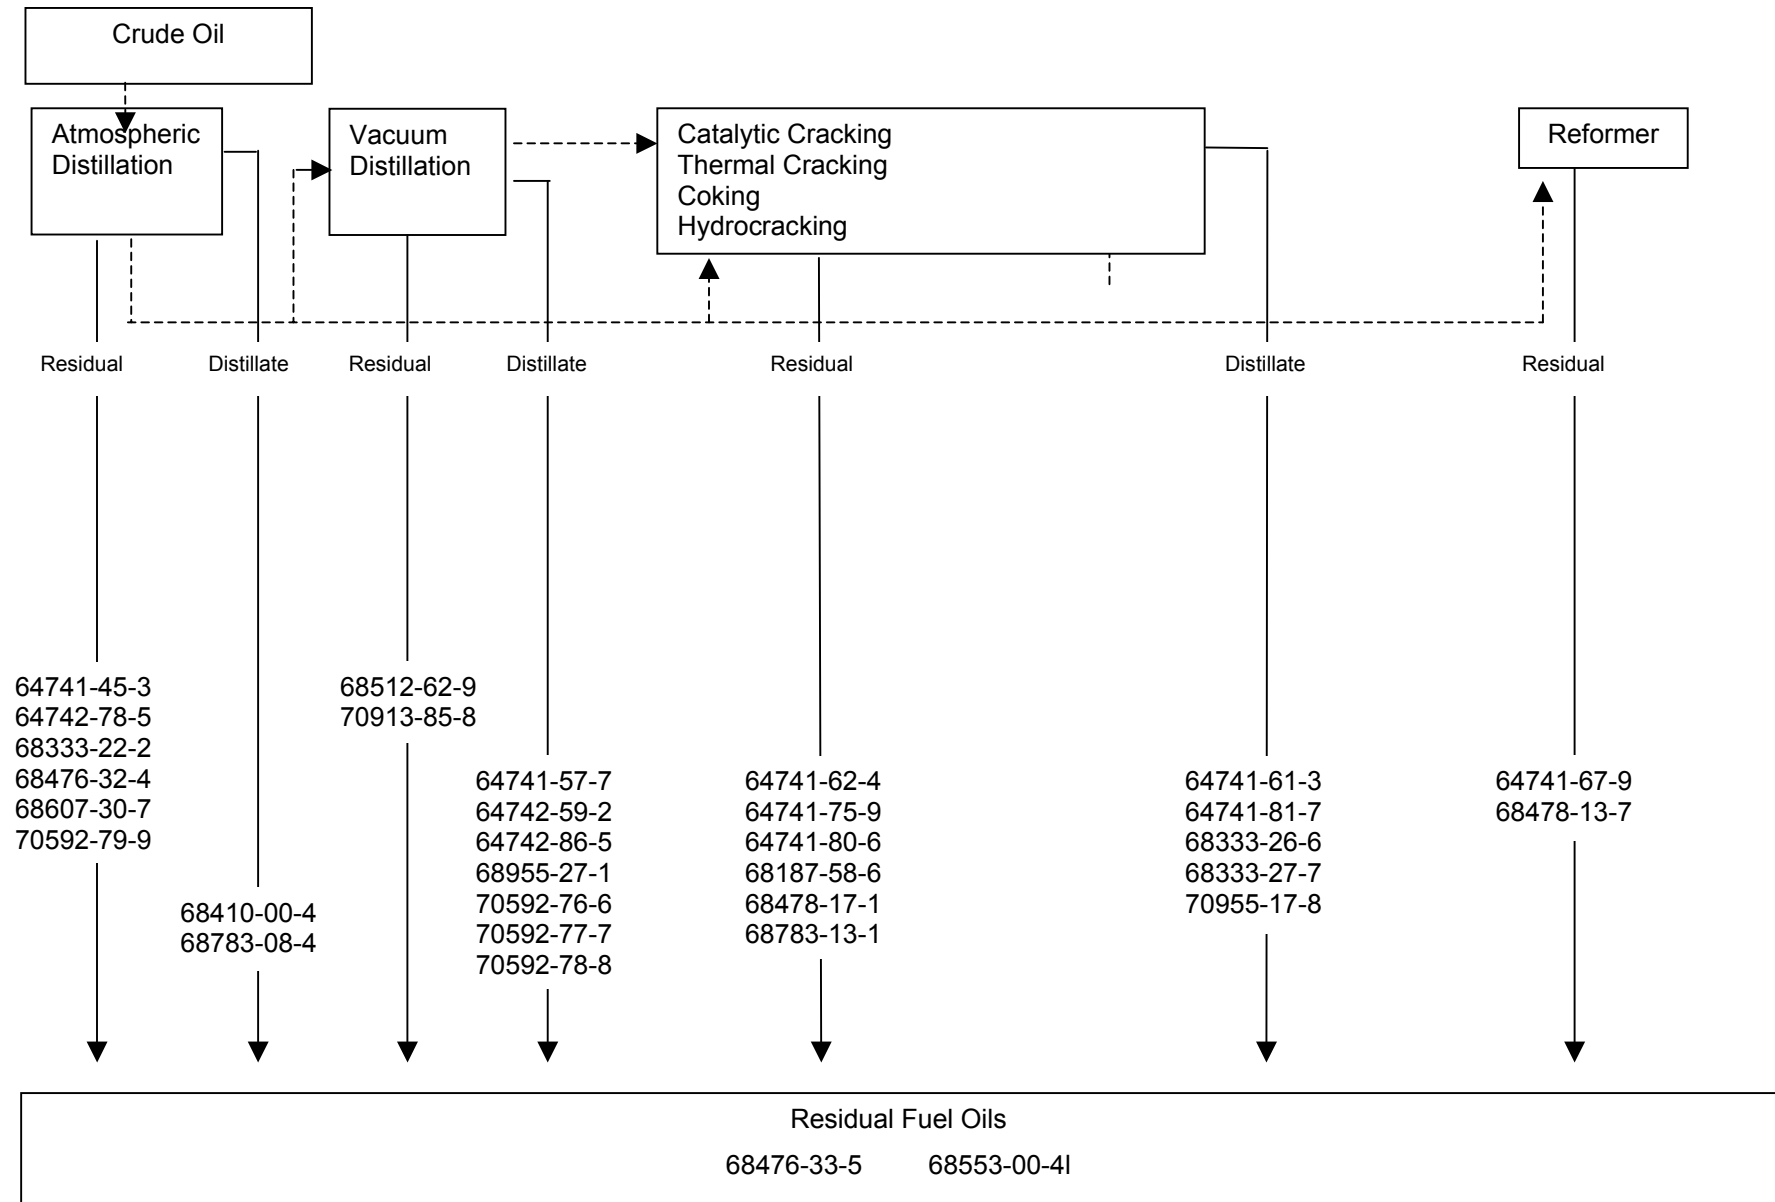 Crude Oil
Atmospheric
Distillation
Vacuum
Distillation
Catalytic Cracking
Thermal Cracking
Coking
Hydrocracking
Reformer
Residual
Distillate
Residual
Distillate
Residual
Distillate
Residual
64741-45-3
64742-78-5
68333-22-2
68476-32-4
68607-30-7
70592-79-9
68410-00-4
68783-08-4
68512-62-9
70913-85-8
64741-57-7
64742-59-2
64742-86-5
68955-27-1
70592-76-6
70592-77-7
70592-78-8
64741-62-4
64741-75-9
64741-80-6
68187-58-6
68478-17-1
68783-13-1
64741-61-3
64741-81-7
68333-26-6
68333-27-7
70955-17-8
64741-67-9
68478-13-7
Residual Fuel Oils
68476-33-5 68553-00-4l